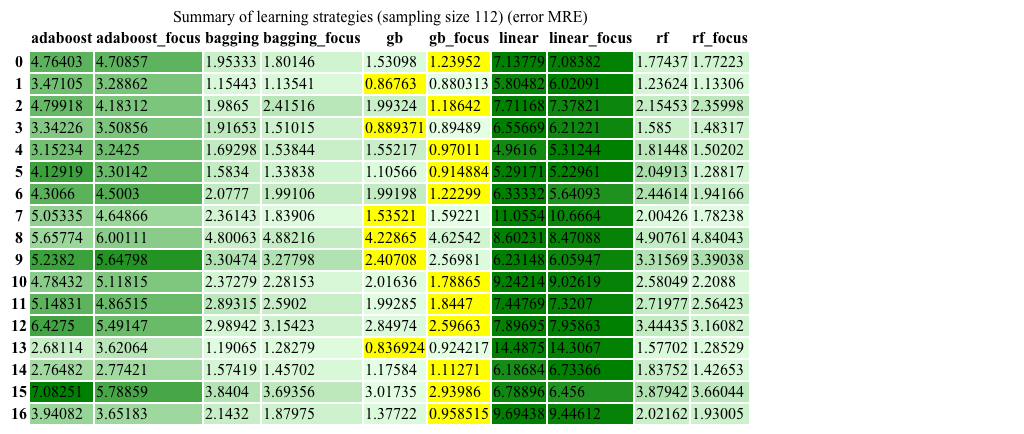 Summary of learning strategies (sampling size 112) (error MRE)
adaboost adaboost_focus bagging bagging_focus gb gb_focus linear linear_focus rf rf_focus
0 4.76403 4.70857 1.95333 1.80146 1.53098 1.23952 7.13779 7.08382 1.77437 1.77223
1 3.47105 3.28862 1.15443 1.13541 0.86763 0.880313 5.80482 6.02091 1.23624 1.13306
2 4.79918 4.18312 1.9865 2.41516 1.99324 1.18642 7.71168 7.37821 2.15453 2.35998
3 3.34226 3.50856 1.91653 1.51015 0.889371 0.89489 6.55669 6.21221 1.585 1.48317
4 3.15234 3.2425 1.69298 1.53844 1.55217 0.97011 4.9616 5.31244 1.81448 1.50202
5 4.12919 3.30142 1.5834 1.33838 1.10566 0.914884 5.29171 5.22961 2.04913 1.28817
6 4.3066 4.5003 2.0777 1.99106 1.99198 1.22299 6.33332 5.64093 2.44614 1.94166
7 5.05335 4.64866 2.36143 1.83906 1.53521 1.59221 11.0554 10.6664 2.00426 1.78238
8 5.65774 6.00111 4.80063 4.88216 4.22865 4.62542 8.60231 8.47088 4.90761 4.84043
9 5.2382 5.64798 3.30474 3.27798 2.40708 2.56981 6.23148 6.05947 3.31569 3.39038
10 4.78432 5.11815 2.37279 2.28153 2.01636 1.78865 9.24214 9.02619 2.58049 2.2088
11 5.14831 4.86515 2.89315 2.5902 1.99285 1.8447 7.44769 7.3207 2.71977 2.56423
12 6.4275 5.49147 2.98942 3.15423 2.84974 2.59663 7.89695 7.95863 3.44435 3.16082
13 2.68114 3.62064 1.19065 1.28279 0.836924 0.924217 14.4875 14.3067 1.57702 1.28529
14 2.76482 2.77421 1.57419 1.45702 1.17584 1.11271 6.18684 6.73366 1.83752 1.42653
15 7.08251 5.78859 3.8404 3.69356 3.01735 2.93986 6.78896 6.456 3.87942 3.66044
16 3.94082 3.65183 2.1432 1.87975 1.37722 0.958515 9.69438 9.44612 2.02162 1.93005